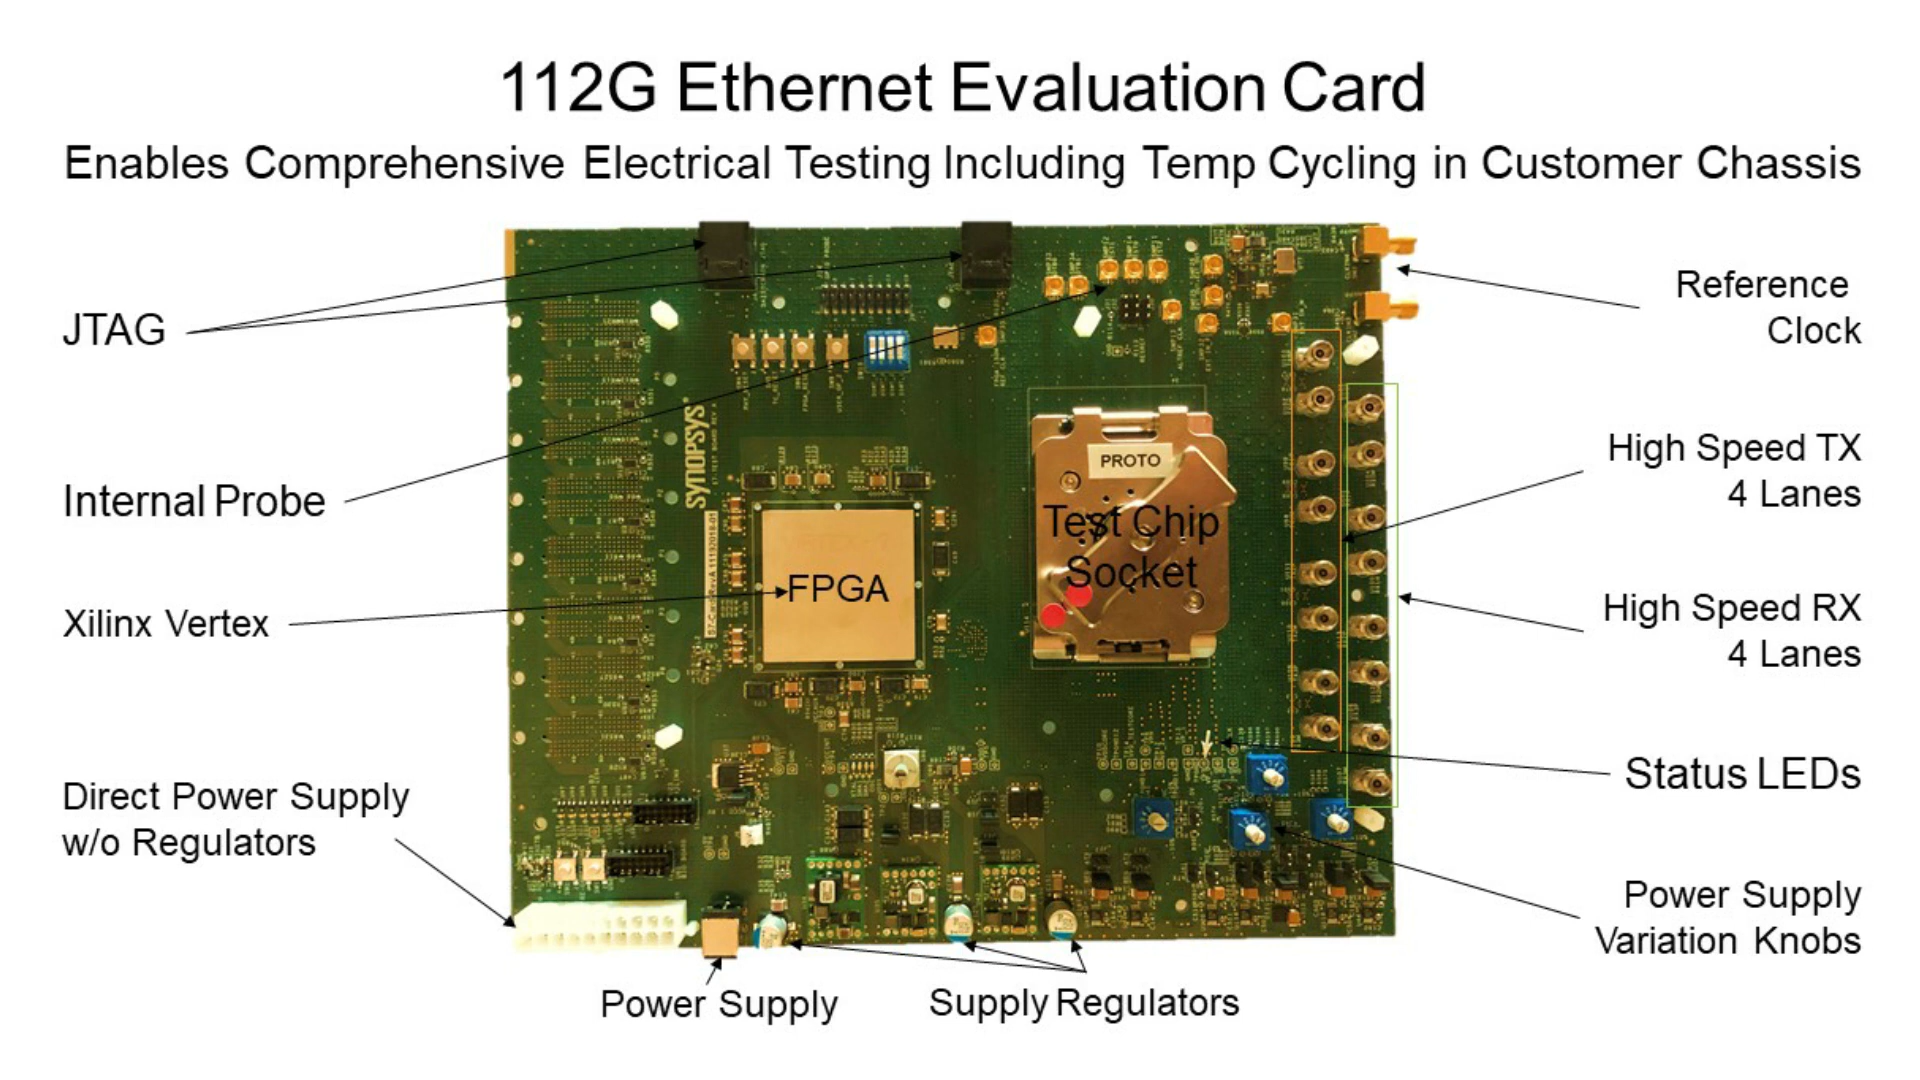 112G Ethernet Evaluation Card
Enables Comprehensive Electrical Testing Including Temp Cycling in Customer Chassis
JTAG
Internal Probe
Xilinx Vertex
Direct Power Supply
w/o Regulators
SYNOPSYS
PROTO
Test Chip
Socket
FPGA
Reference
Clock
High Speed TX
4 Lanes
High Speed RX
4 Lanes
Status LEDs
Power Supply
Variation Knobs
Power Supply
Supply Regulators